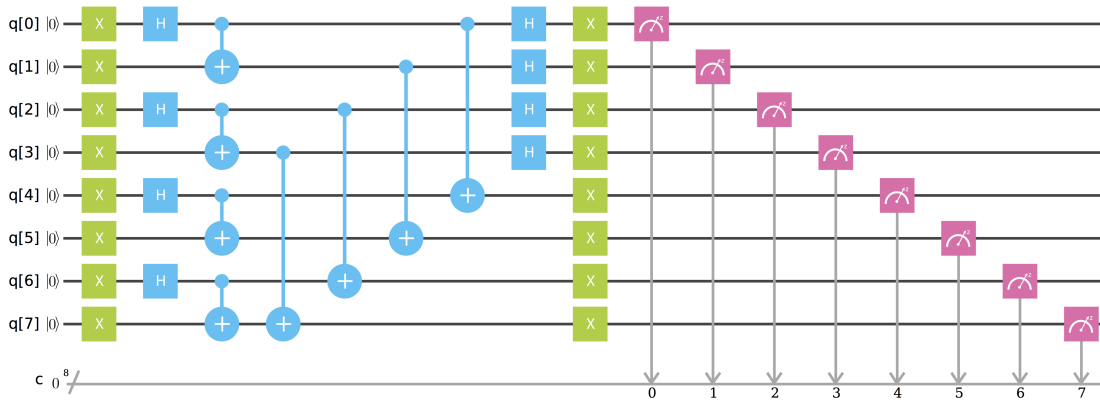 q[0] |0⟩ X H H X z
q[1] |0⟩ X H X z
q[2] |0⟩ X H H X z
q[3] |0⟩ X H X z
q[4] |0⟩ X H X z
q[5] |0⟩ X X z
q[6] |0⟩ X H X z
q[7] |0⟩ X X z
c 0 8
0 1 2 3 4 5 6 7